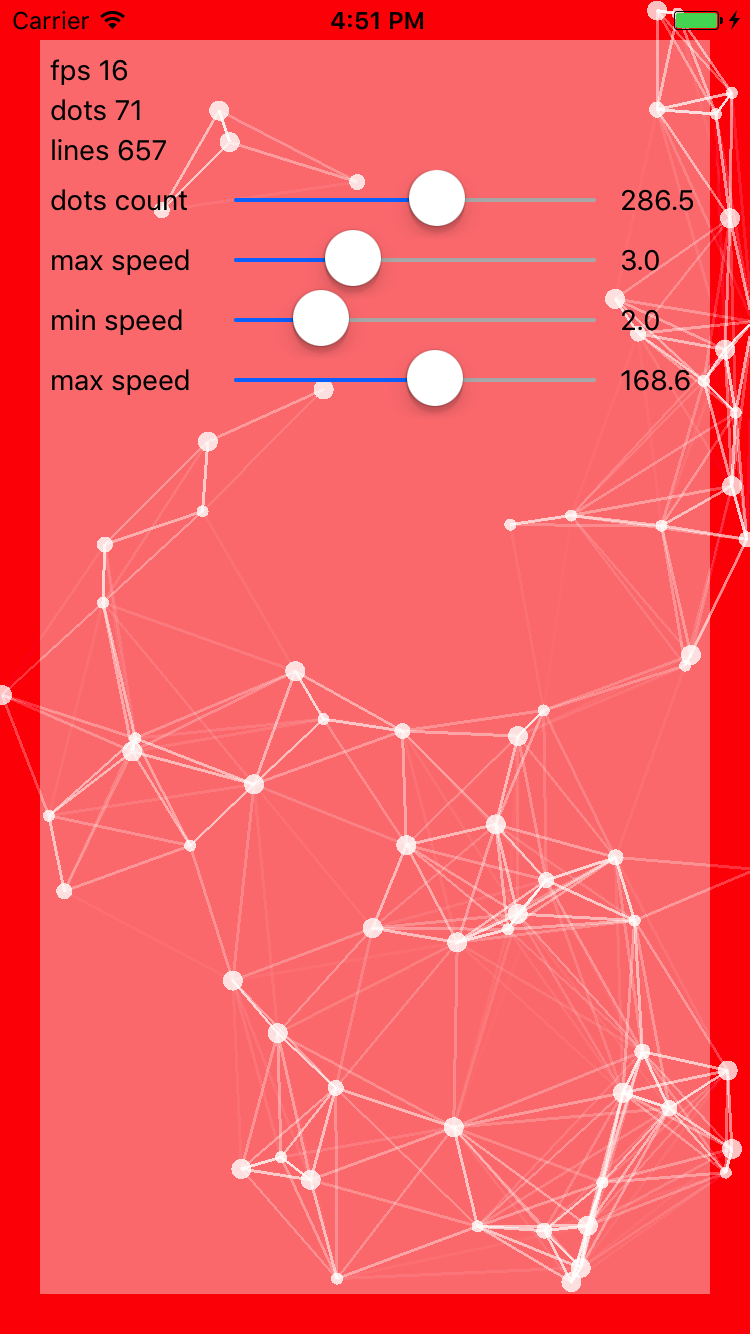 Carrier 4:51 PM
fps 16
dots 71
lines 657
dots count 286.5
max speed 3.0
min speed 2.0
max speed 168.6